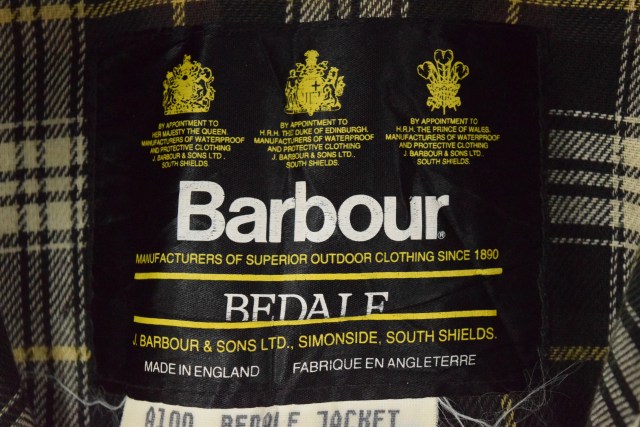 BY APPOINTMENT TO
HER MAJESTY THE QUEEN.
MANUFACTURERS OF WATERPROOF
AND PROTECTIVE CLOTHING
J. BARBOUR & SONS LTD.,
SOUTH SHIELDS.
BY APPOINTMENT TO
H.R.H. THE DUKE OF EDINBURGH.
MANUFACTURERS OF WATERPROOF
AND PROTECTIVE CLOTHING
J. BARBOUR & SONS LTD.,
SOUTH SHIELDS.
BY APPOINTMENT TO
H.R.H. THE PRINCE OF WALES.
MANUFACTURERS OF WATERPROOF
AND PROTECTIVE CLOTHING
J. BARBOUR & SONS LTD.,
SOUTH SHIELDS.
Barbour®
MANUFACTURERS OF SUPERIOR OUTDOOR CLOTHING SINCE 1890
BEDALE
J. BARBOUR & SONS LTD., SIMONSIDE, SOUTH SHIELDS.
MADE IN ENGLAND FABRIQUE EN ANGLETERRE
A100 BEDALE JACKET